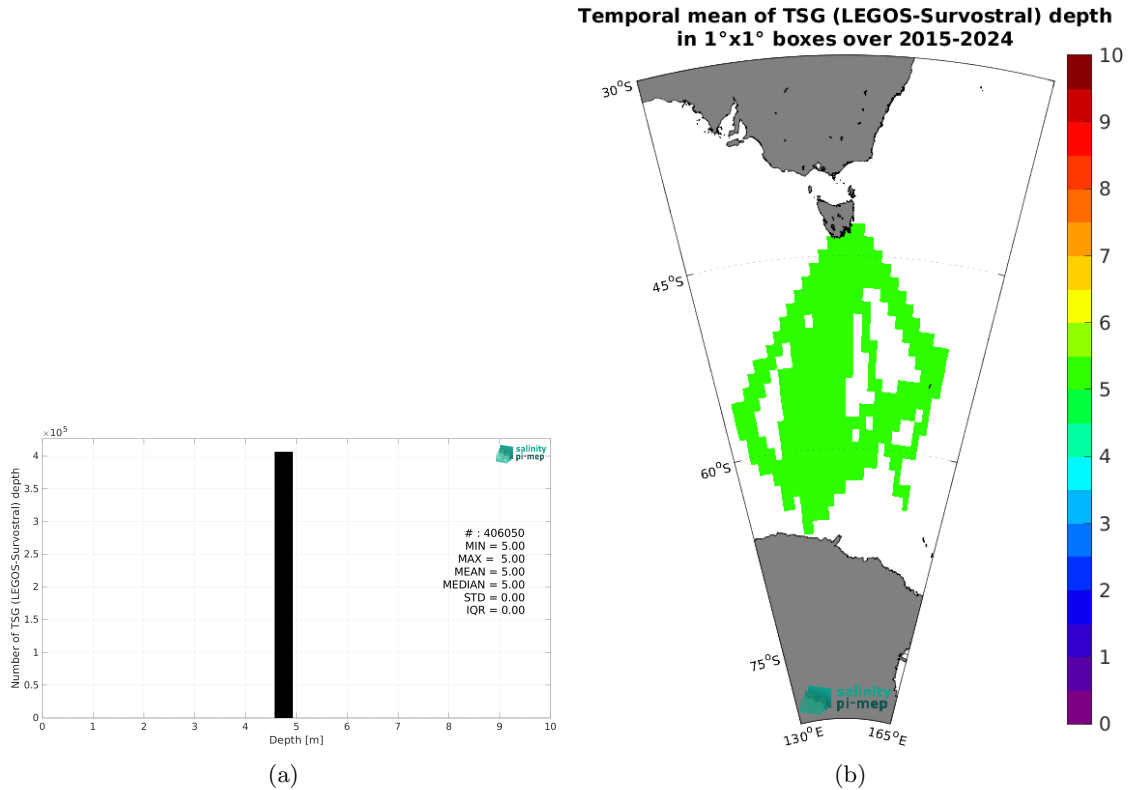 ×10⁵
4
3.5
3
2.5
2
1.5
1
0.5
0
Number of TSG (LEGOS-Survostral) depth
salinity
pi-mep
# : 406050
MIN = 5.00
MAX = 5.00
MEAN = 5.00
MEDIAN = 5.00
STD = 0.00
IQR = 0.00
0 1 2 3 4 5 6 7 8 9 10
Depth [m]
(a)
Temporal mean of TSG (LEGOS-Survostral) depth
in 1°x1° boxes over 2015-2024
30°S
45°S
60°S
75°S
130°E
165°E
salinity
pi-mep
10
9
8
7
6
5
4
3
2
1
0
(b)